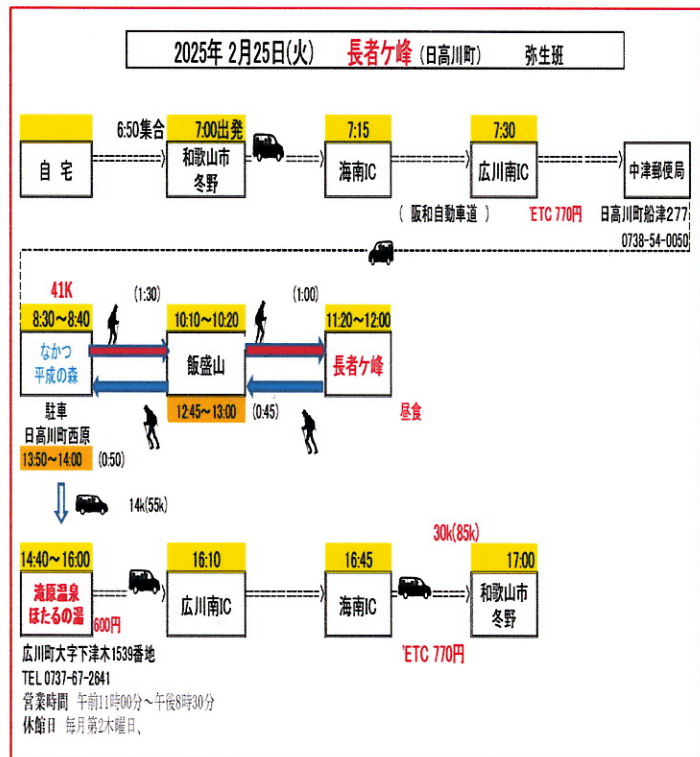 2025年 2月25日(火) 長者ケ峰 (日高川町) 弥生班
6:50集合 7:00出発 7:15 7:30
自 宅 和歌山市 冬野 海南IC 広川南IC 中津郵便局
( 阪和自動車道 ) 'ETC 770円 日高川町船津277
0738-54-0050
41K (1:30) (1:00)
8:30～8:40 10:10～10:20 11:20～12:00
なかつ 平成の森 飯盛山 長者ケ峰
駐車 12:45～13:00 (0:45) 昼食
日高川町西原
13:50～14:00 (0:50)
14k(55k)
30k(85k)
14:40～16:00 16:10 16:45 17:00
滝原温泉 ほたるの湯 600円 広川南IC 海南IC 和歌山市 冬野
広川町大字下津木1539番地 'ETC 770円
TEL 0737-67-2641
営業時間 午前11時00分～午後8時30分
休館日 毎月第2木曜日、